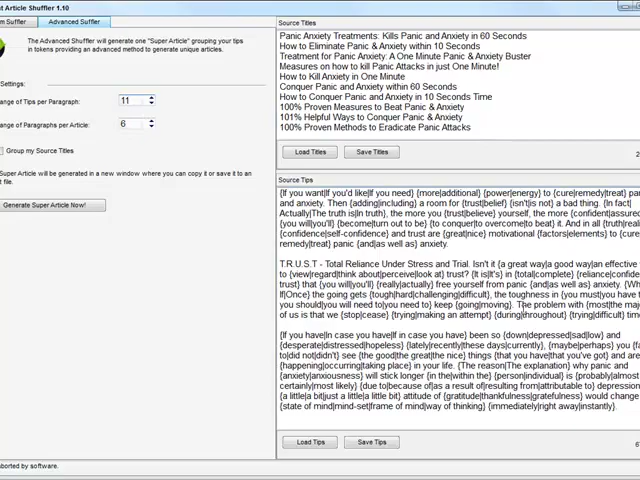 Article Shuffler 1.10
Suffler
Advanced Suffler
The Advanced Shuffler will generate one "Super Article" grouping your tips
in tokens providing an advanced method to generate unique articles.
Settings:
of Tips per Paragraph:
11
of Paragraphs per Article:
6
Group my Source Titles
Super Article will be generated in a new window where you can copy it or save it to an
file.
Generate Super Article Now!
by software.
Source Titles
Panic Anxiety Treatments: Kills Panic and Anxiety in 60 Seconds
How to Eliminate Panic & Anxiety within 10 Seconds
Treatment for Panic Anxiety: A One Minute Panic & Anxiety Buster
Measures on how to kill Panic Attacks in just One Minute!
How to Kill Anxiety in One Minute
Conquer Panic and Anxiety within 60 Seconds
How to Conquer Panic and Anxiety in 10 Seconds Time
100% Proven Measures to Beat Panic & Anxiety
101% Helpful Ways to Conquer Panic & Anxiety
100% Proven Methods to Eradicate Panic Attacks
Load Titles
Save Titles
Source Tips
{If you want|If you'd like|If you need} {more|additional} {power|energy} to {cure|remedy|treat}
and anxiety. Then {adding|including} a room for {trust|belief} {isn't|is not} a bad thing. {In fact|
Actually|The truth is|In truth}, the more you {trust|believe} yourself, the more {confident|assured
{you will|you'll} {become|turn out to be} {to conquer|to overcome|to beat} it. And in all
{confidence|self-confidence} and trust are {great|nice} motivational {factors|elements} to {cure|
remedy|treat} panic {and|as well as} anxiety.
T.R.U.S.T - Total Reliance Under Stress and Trial. Isn't it {a great way|a good way|an effective
to {view|regard|think about|perceive|look at} trust? {It is|It's} in {total|complete}
trust} that {you will|you'll} {really|actually} free yourself from panic {and|as well as} anxiety.
If|Once} the going gets {tough|hard|challenging|difficult}, the toughness in {you must|you have
you should|you will need to|you need to} keep {going|moving}. The problem with {most|the
of us is that we {stop|cease} {trying|making an attempt} {during|throughout} {trying|difficult}
{If you have|In case you have|If in case you have} been so {down|depressed|sad|low} and
{desperate|distressed|hopeless} {lately|recently|these days|currently}, {maybe|perhaps} you
to|did not|didn't} see {the good|the great|the nice} things {that you have|that you've got} and are
{happening|occurring|taking place} in your life. {The reason|The explanation} why panic and
{anxiety|anxiousness} will stick longer {in the|within the} {person|individual} is {probably|almost
certainly|most likely} {due to|because of|as a result of|resulting from|attributable to}
{a little|a bit|just a little|a little bit} attitude of {gratitude|thankfulness|gratefulness} would change
{state of mind|mind-set|frame of mind|way of thinking} {immediately|right away|instantly}.
Load Tips
Save Tips